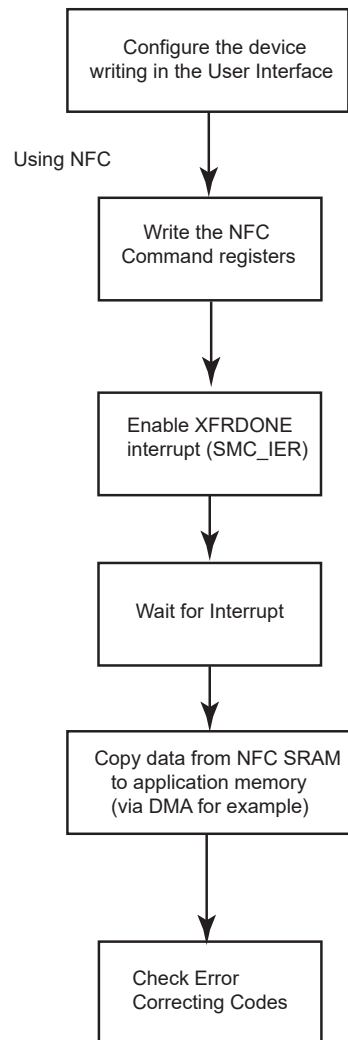 Configure the device
writing in the User Interface
Using NFC
Write the NFC
Command registers
Enable XFRDONE
interrupt (SMC_IER)
Wait for Interrupt
Copy data from NFC SRAM
to application memory
(via DMA for example)
Check Error
Correcting Codes